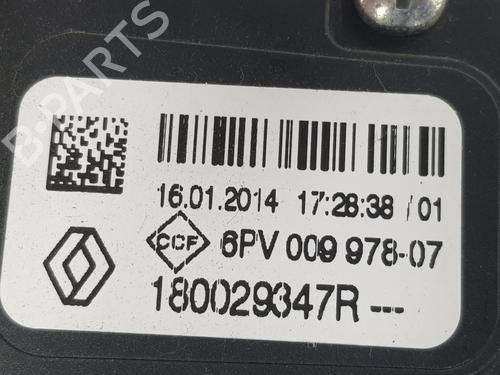 B-PARTS
16.01.2014 17:28:38 /01
CCF 6PV 009 978-07
180029347R ---